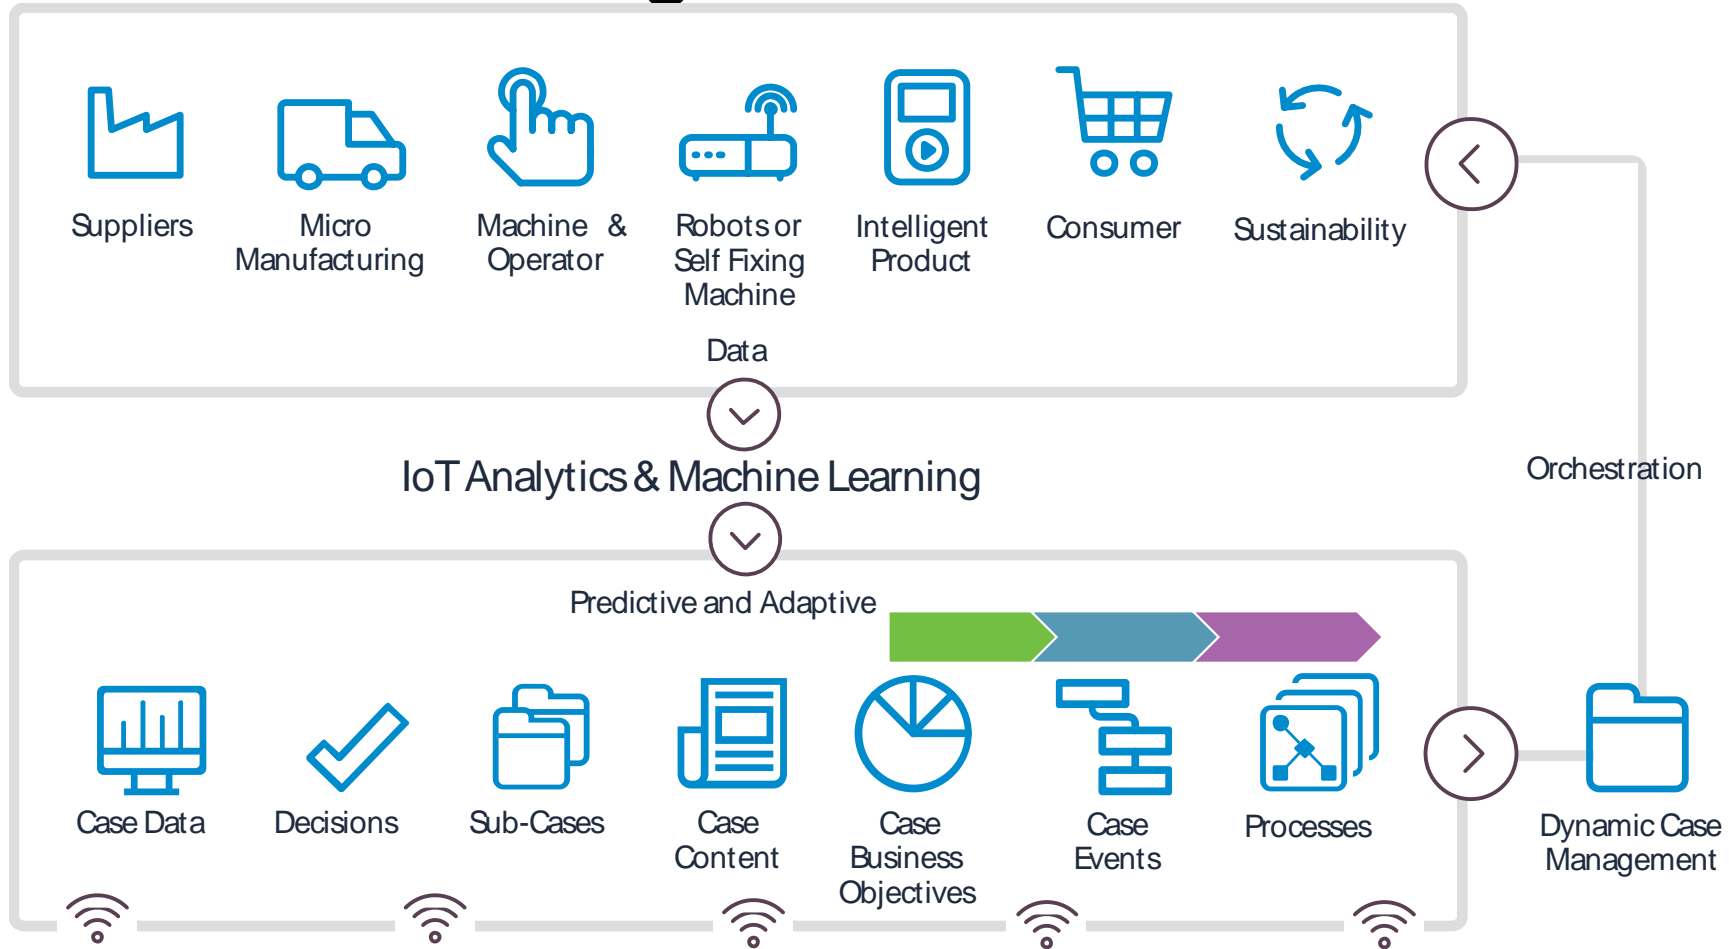 Suppliers
Micro
Manufacturing
Machine &
Operator
Robots or
Self Fixing
Machine
Intelligent
Product
Consumer
Sustainability
Data
IoT Analytics & Machine Learning
Orchestration
Predictive and Adaptive
Case Data
Decisions
Sub-Cases
Case
Content
Case
Business
Objectives
Case
Events
Processes
Dynamic Case
Management